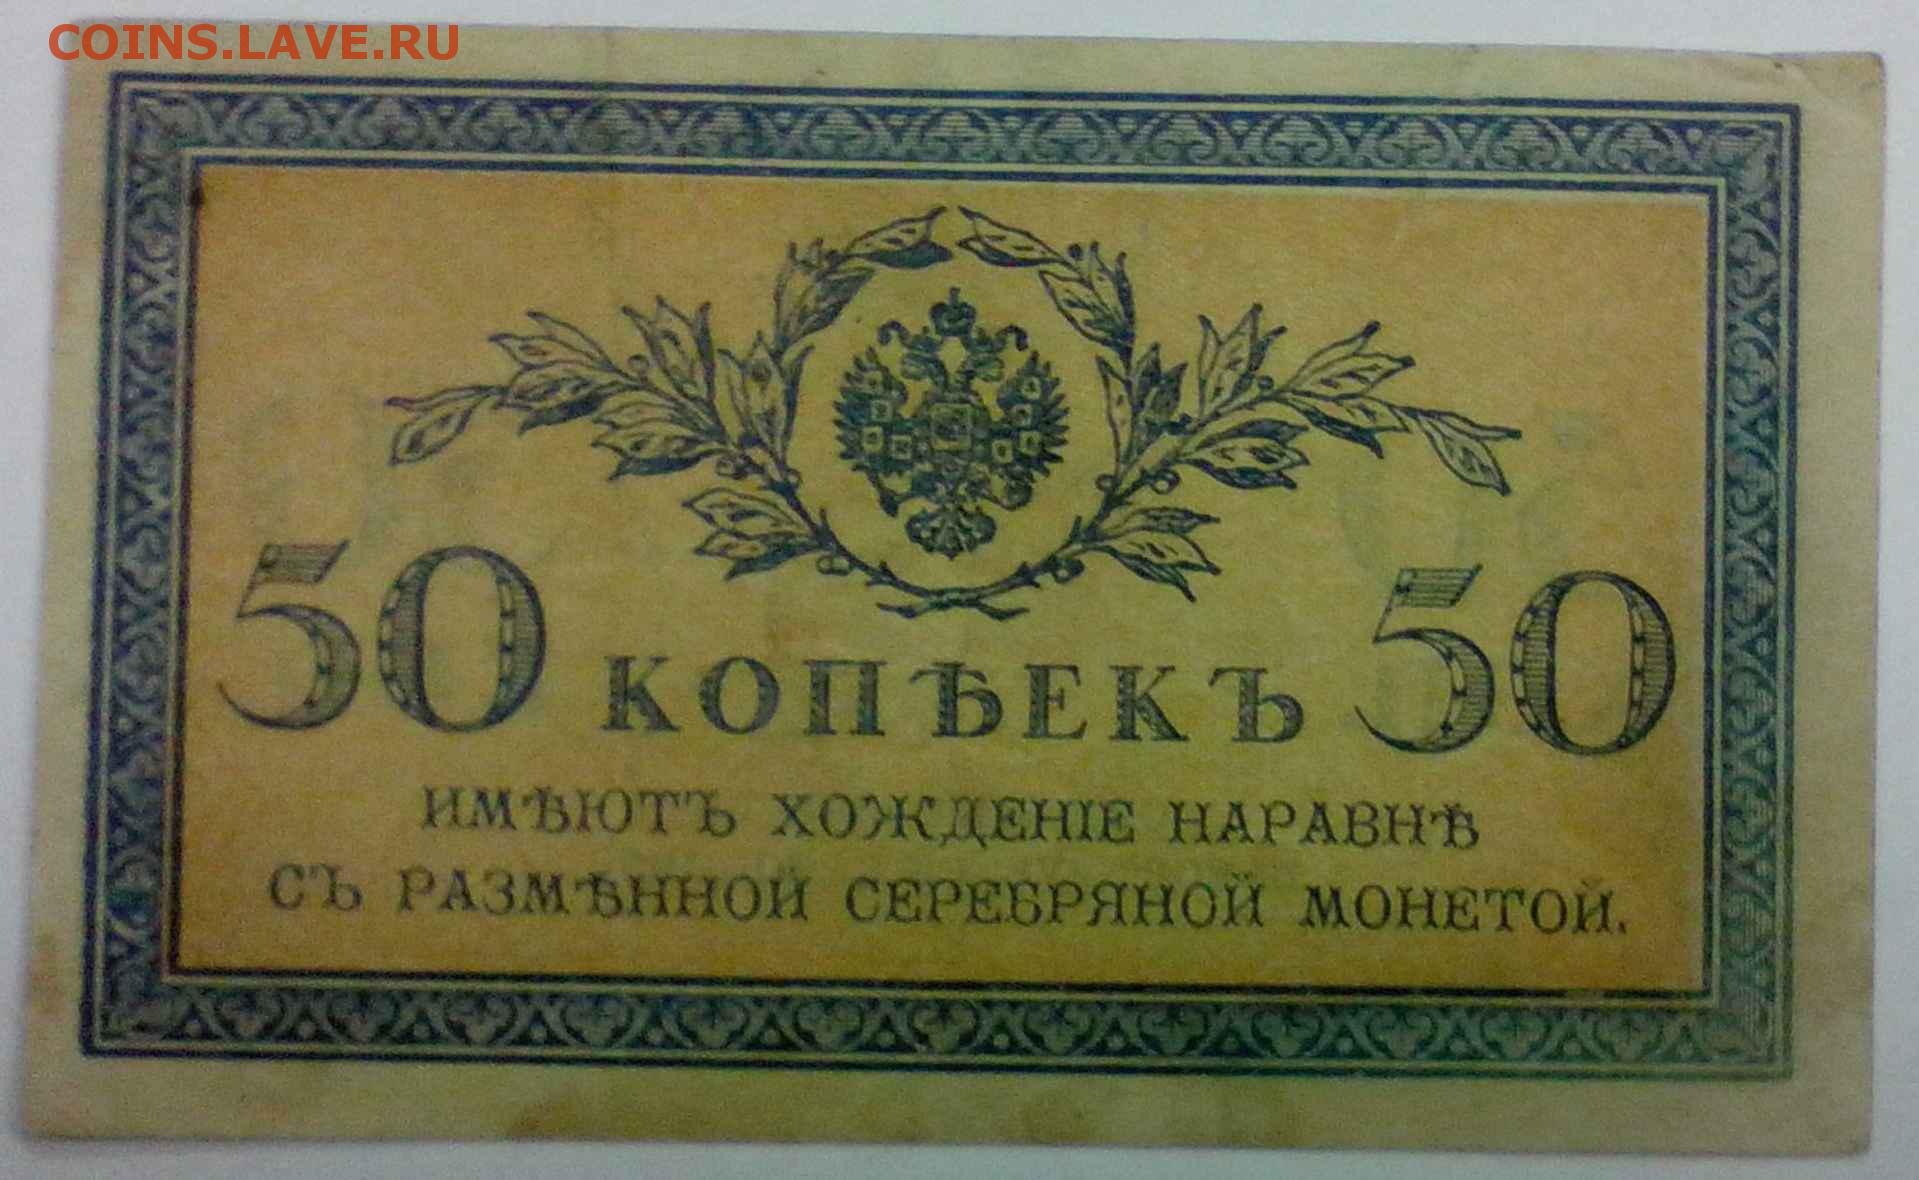 COINS.LAVE.RU
50 КОПѢЕКЪ 50
ИМѢЮТЪ ХОЖДЕНІЕ НАРАВНѢ
СЪ РАЗМѢННОЙ СЕРЕБРЯНОЙ МОНЕТОЙ.